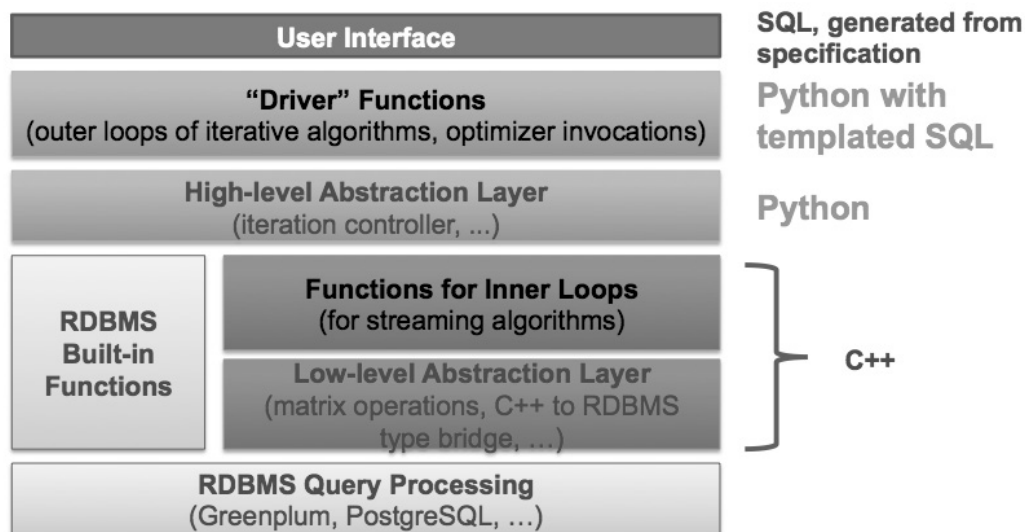 User Interface
SQL, generated from
specification
“Driver” Functions
(outer loops of iterative algorithms, optimizer invocations)
Python with
templated SQL
High-level Abstraction Layer
(iteration controller, ...)
Python
RDBMS
Built-in
Functions
Functions for Inner Loops
(for streaming algorithms)
Low-level Abstraction Layer
(matrix operations, C++ to RDBMS
type bridge, …)
C++
RDBMS Query Processing
(Greenplum, PostgreSQL, …)